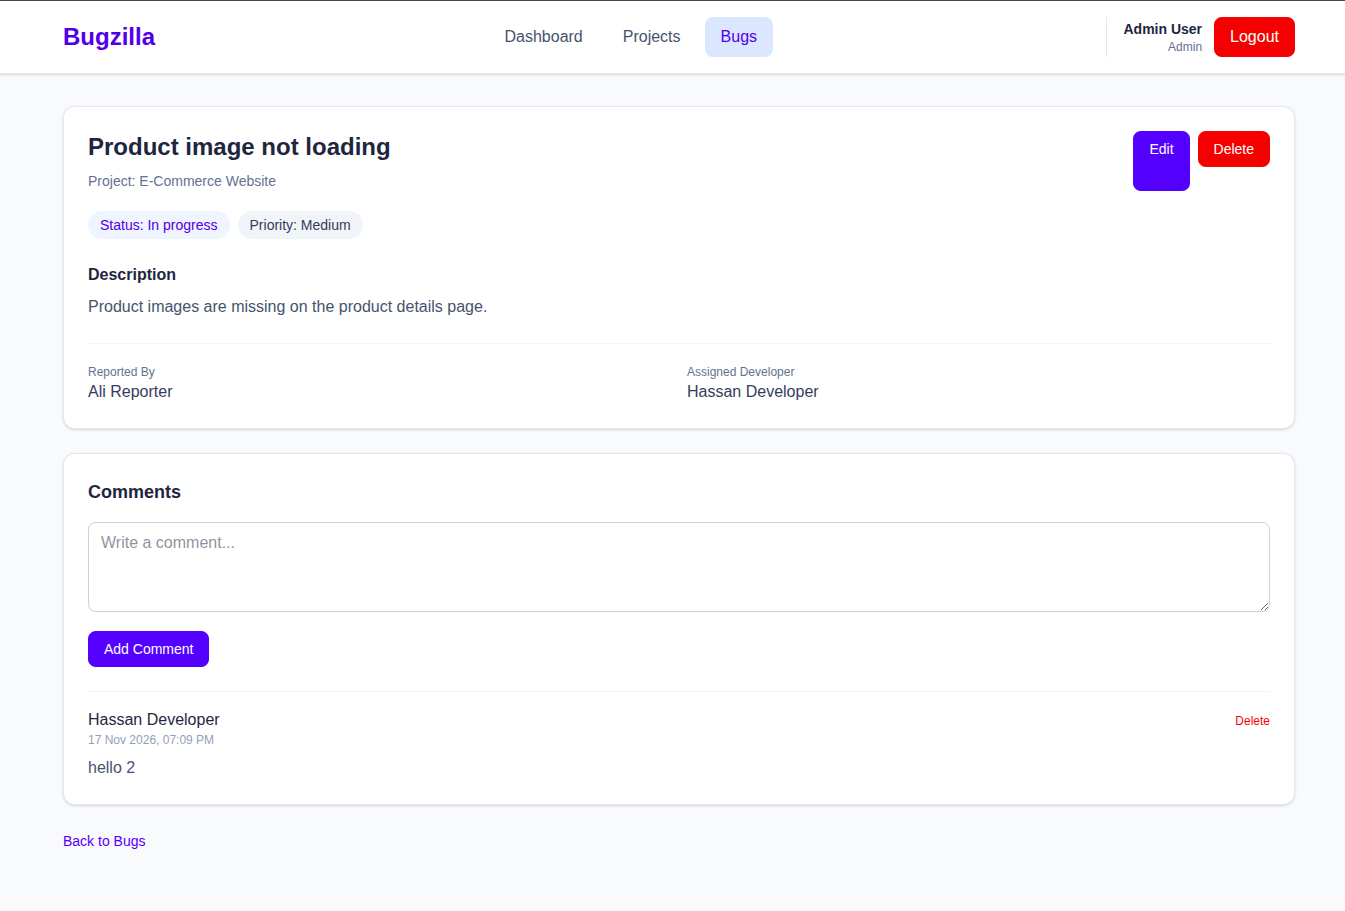 Bugzilla
Dashboard Projects Bugs
Admin User
Admin
Logout
Product image not loading
Edit Delete
Project: E-Commerce Website
Status: In progress Priority: Medium
Description
Product images are missing on the product details page.
Reported By
Ali Reporter
Assigned Developer
Hassan Developer
Comments
Write a comment...
Add Comment
Hassan Developer
Delete
17 Nov 2026, 07:09 PM
hello 2
Back to Bugs